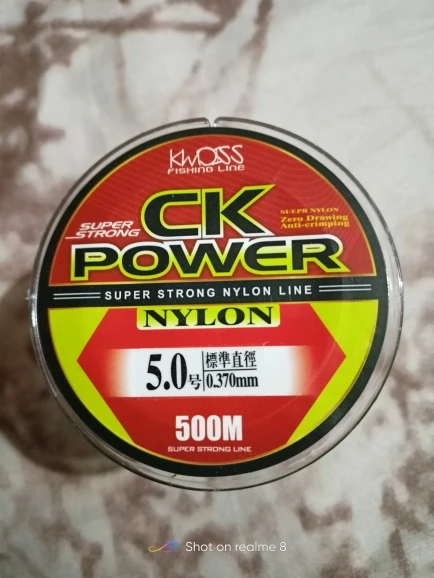 KWOSS
FISHING LINE
SUPER
STRONG
CK
SUEPR NYLON
Zero Drawing
Anti-crimping
POWER
SUPER STRONG NYLON LINE
NYLON
5.0号
標準直徑
0.370mm
500M
SUPER STRONG LINE
Shot on realme 8